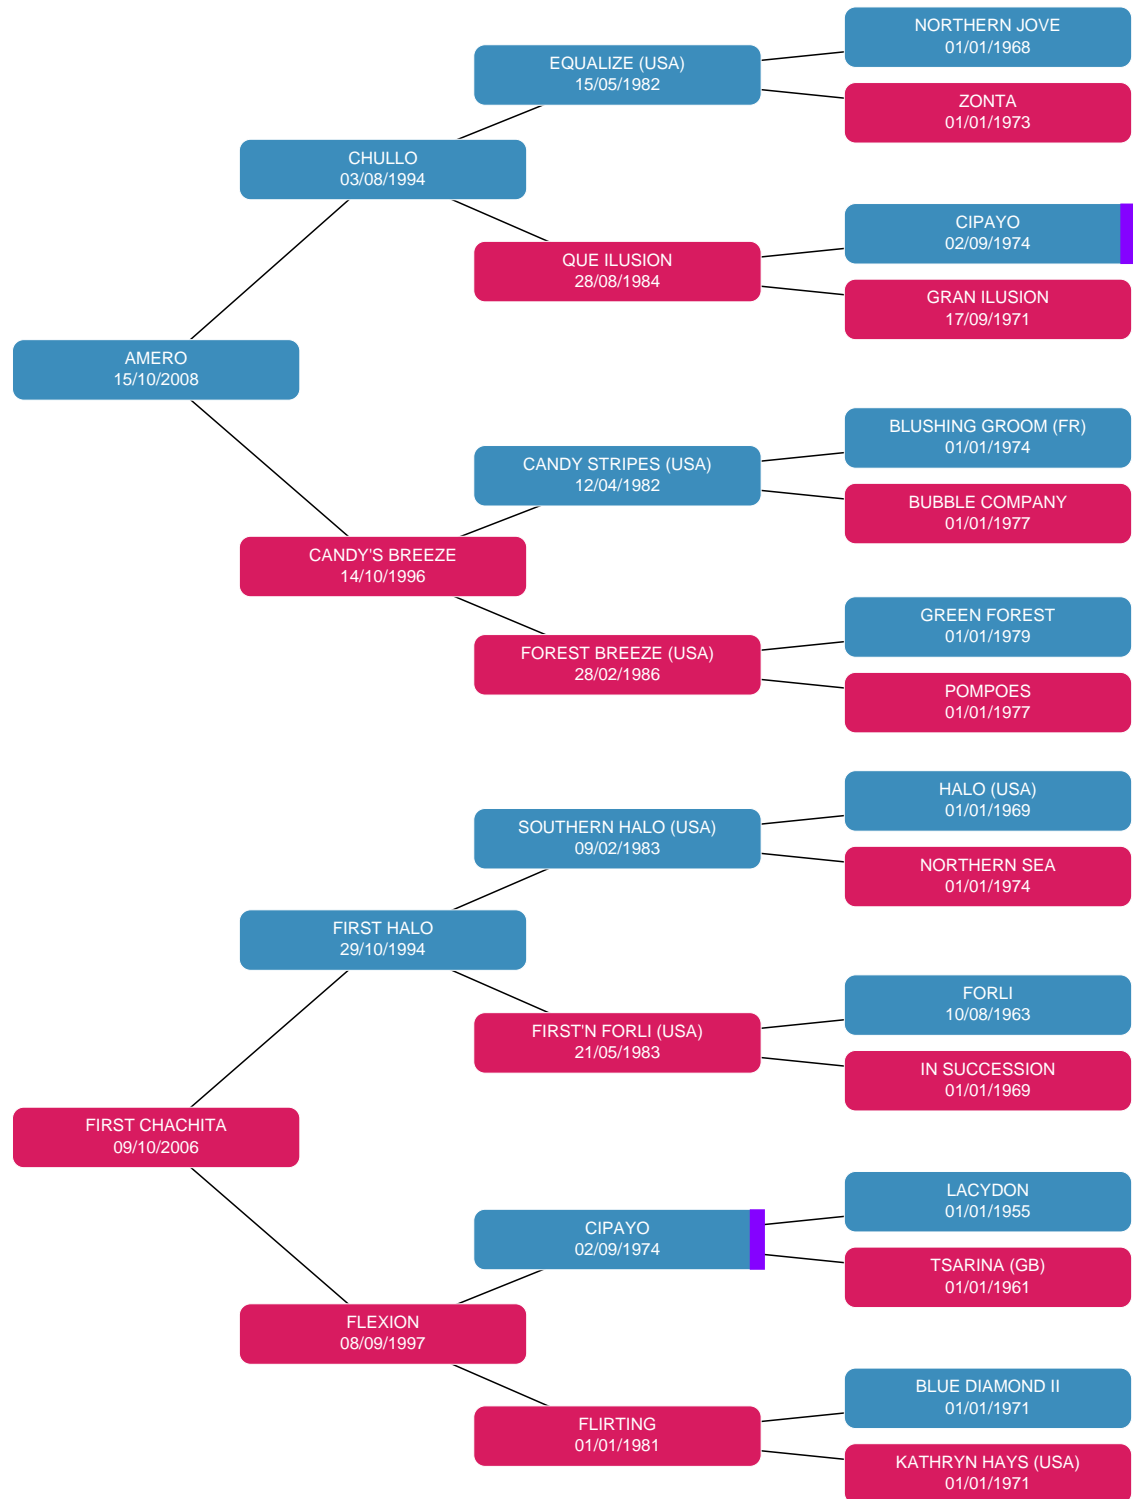 NORTHERN JOVE
01/01/1968
EQUALIZE (USA)
15/05/1982
ZONTA
01/01/1973
CHULLO
03/08/1994
CIPAYO
02/09/1974
QUE ILUSION
28/08/1984
GRAN ILUSION
17/09/1971
AMERO
15/10/2008
BLUSHING GROOM (FR)
01/01/1974
CANDY STRIPES (USA)
12/04/1982
BUBBLE COMPANY
01/01/1977
CANDY'S BREEZE
14/10/1996
GREEN FOREST
01/01/1979
FOREST BREEZE (USA)
28/02/1986
POMPOES
01/01/1977
HALO (USA)
01/01/1969
SOUTHERN HALO (USA)
09/02/1983
NORTHERN SEA
01/01/1974
FIRST HALO
29/10/1994
FORLI
10/08/1963
FIRST'N FORLI (USA)
21/05/1983
IN SUCCESSION
01/01/1969
FIRST CHACHITA
09/10/2006
LACYDON
01/01/1955
CIPAYO
02/09/1974
TSARINA (GB)
01/01/1961
FLEXION
08/09/1997
BLUE DIAMOND II
01/01/1971
FLIRTING
01/01/1981
KATHRYN HAYS (USA)
01/01/1971